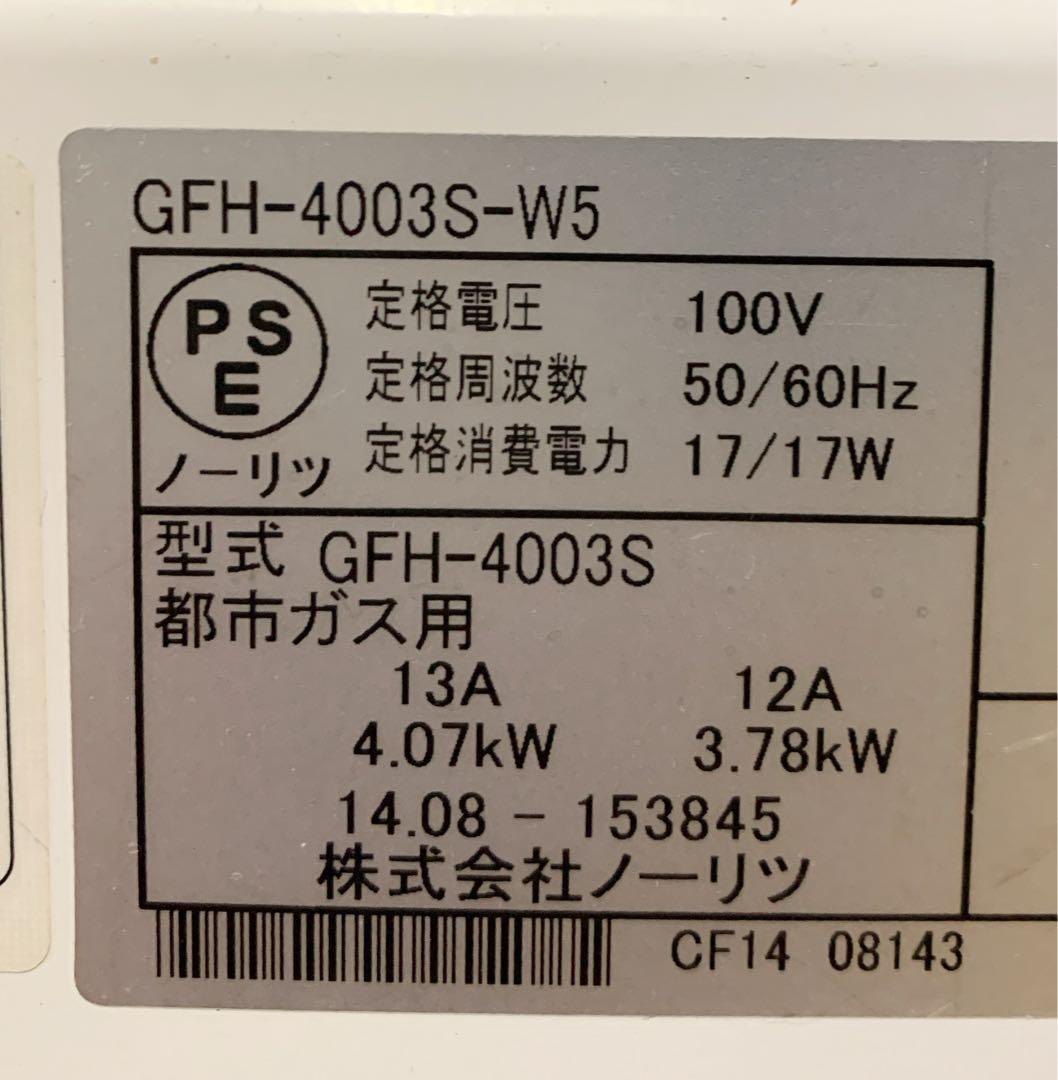 GFH-4003S-W5
PS
E
ノーリツ
定格電圧 100V
定格周波数 50/60Hz
定格消費電力 17/17W
型式 GFH-4003S
都市ガス用
13A 12A
4.07kW 3.78kW
14.08 - 153845
株式会社ノーリツ
CF14 08143